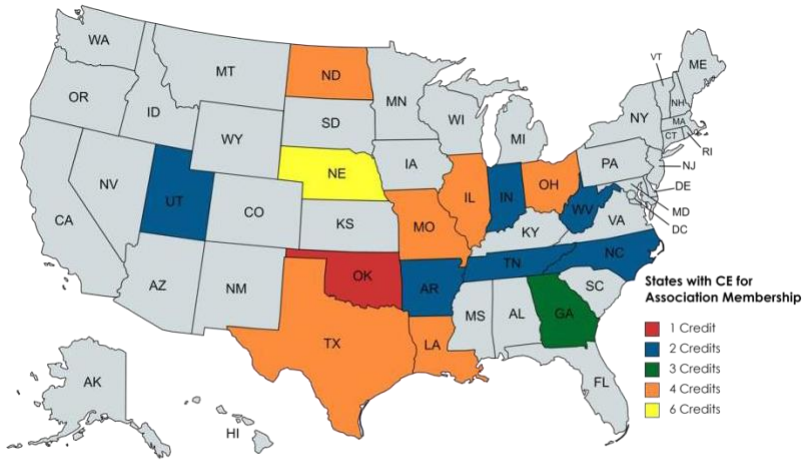 WA
MT
ND
MN
VT
ME
OR
ID
SD
WI
MI
NY
NH
MA
CT
RI
WY
IA
PA
NJ
NE
NV
UT
CO
IL
IN
OH
DE
MD
DC
CA
KS
MO
KY
WV
VA
AZ
NM
OK
AR
TN
NC
SC
TX
LA
MS
AL
GA
FL
AK
HI
States with CE for
Association Membership
1 Credit
2 Credits
3 Credits
4 Credits
6 Credits